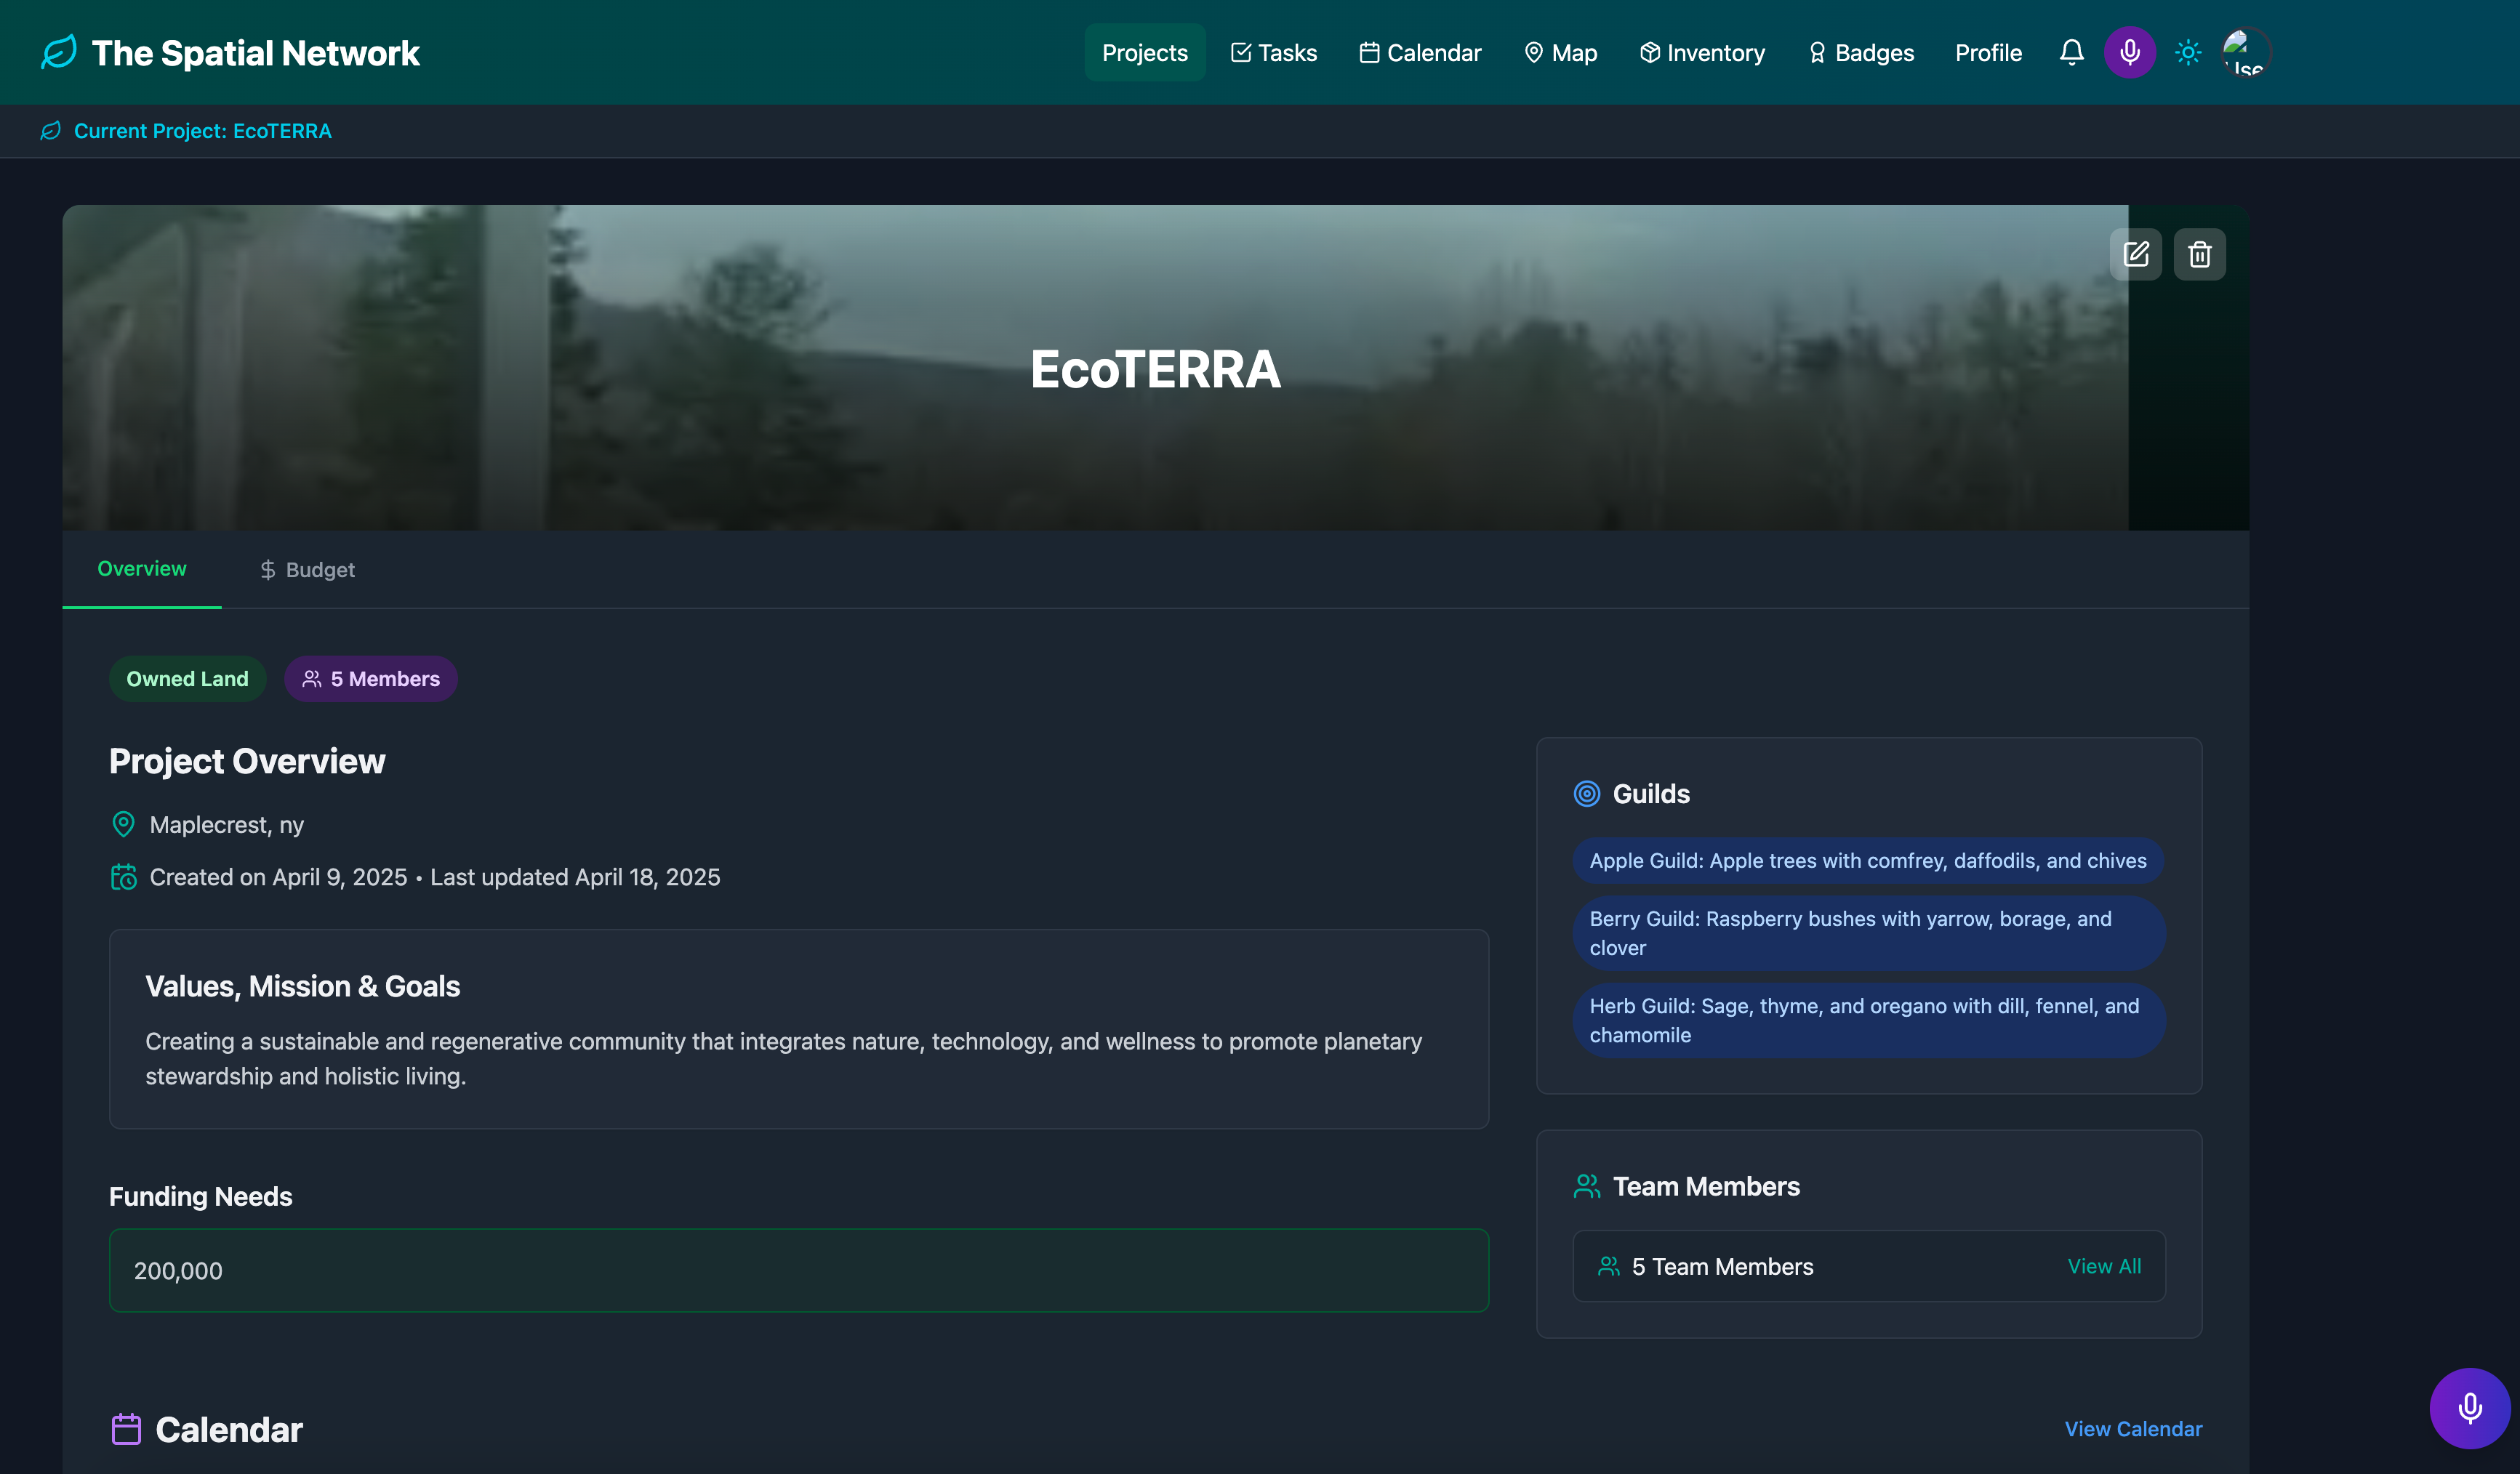 The Spatial Network
Projects
Tasks
Calendar
Map
Inventory
Badges
Profile
Current Project: EcoTERRA
EcoTERRA
Overview
Budget
Owned Land
5 Members
Project Overview
Maplecrest, ny
Created on April 9, 2025 • Last updated April 18, 2025
Values, Mission & Goals
Creating a sustainable and regenerative community that integrates nature, technology, and wellness to promote planetary
stewardship and holistic living.
Funding Needs
200,000
Guilds
Apple Guild: Apple trees with comfrey, daffodils, and chives
Berry Guild: Raspberry bushes with yarrow, borage, and
clover
Herb Guild: Sage, thyme, and oregano with dill, fennel, and
chamomile
Team Members
5 Team Members
View All
Calendar
View Calendar